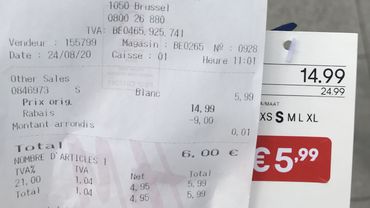 1050 Brussel
0800 26 880
TVA: BE0465.925.741
Vendeur : 155799 Magasin : BE0265 N° : 0928
Date : 24/08/20 Caisse : 01 Heure 11:01
Other Sales
0846973 S Blanc 5,99
Prix orig. 14,99
Rabais -9,00
Montant arrondis 0,01
Total 6,00 €
NOMBRE D'ARTICLES 1
TVA% TVA Net Total
21,00 1.04 4,95 5,99
Total 1,04 4,95 5,99
14.99
24.99
XS S M L XL
€5,99